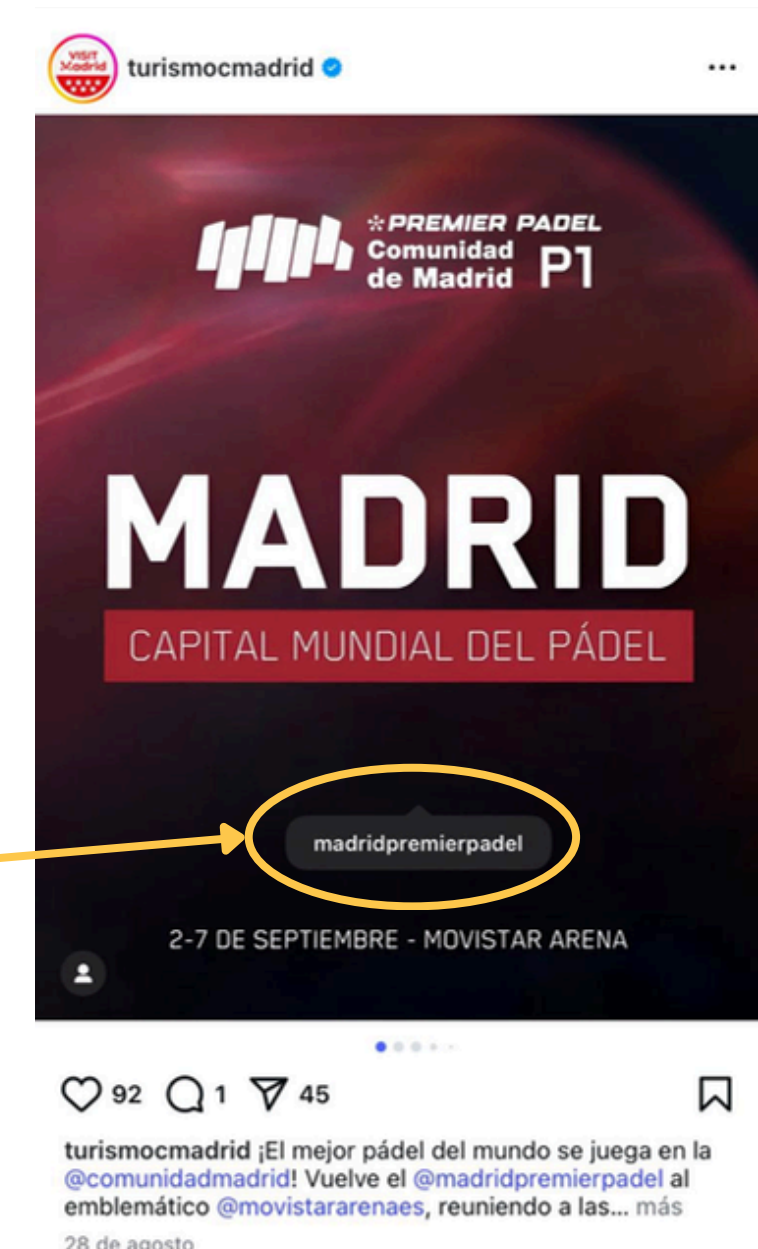 VISIT
Madrid
turismocmadrid
PREMIER PADEL
Comunidad
de Madrid P1
MADRID
CAPITAL MUNDIAL DEL PÁDEL
madridpremierpadel
2-7 DE SEPTIEMBRE - MOVISTAR ARENA
92 1 45
turismocmadrid ¡El mejor pádel del mundo se juega en la
@comunidadmadrid! Vuelve el @madridpremierpadel al
emblemático @movistararenaes, reuniendo a las... más
28 de agosto